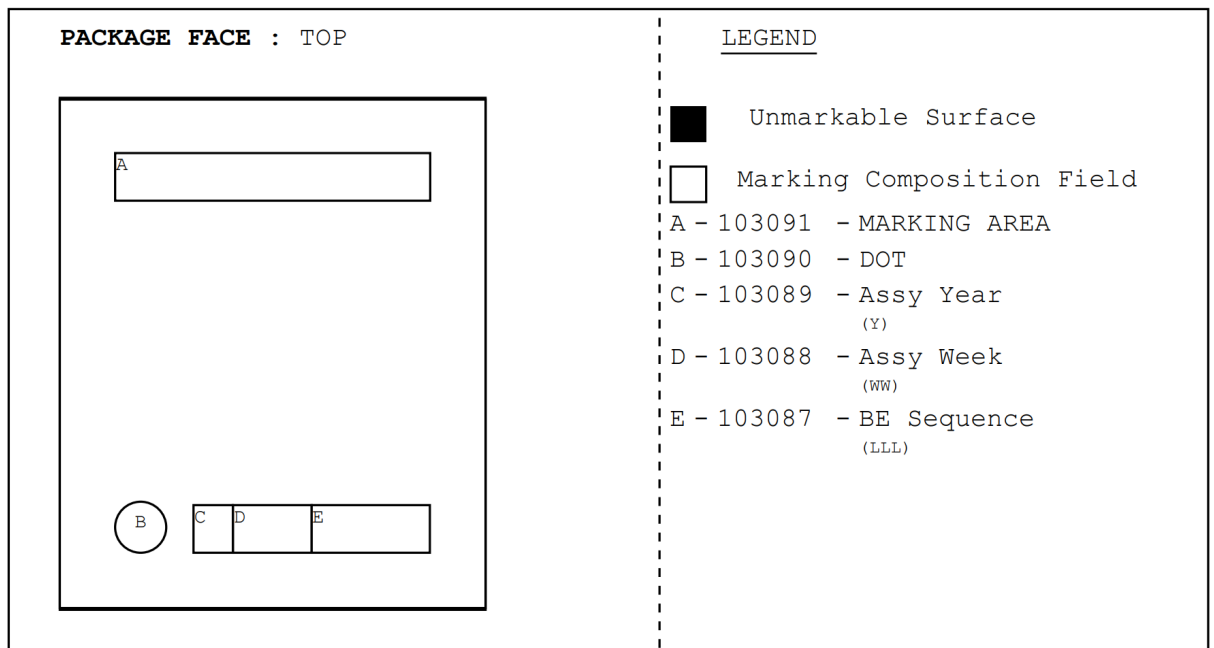 PACKAGE FACE : TOP
A
B
C D E
LEGEND
Unmarkable Surface
Marking Composition Field
A - 103091 - MARKING AREA
B - 103090 - DOT
C - 103089 - Assy Year
(Y)
D - 103088 - Assy Week
(WW)
E - 103087 - BE Sequence
(LLL)